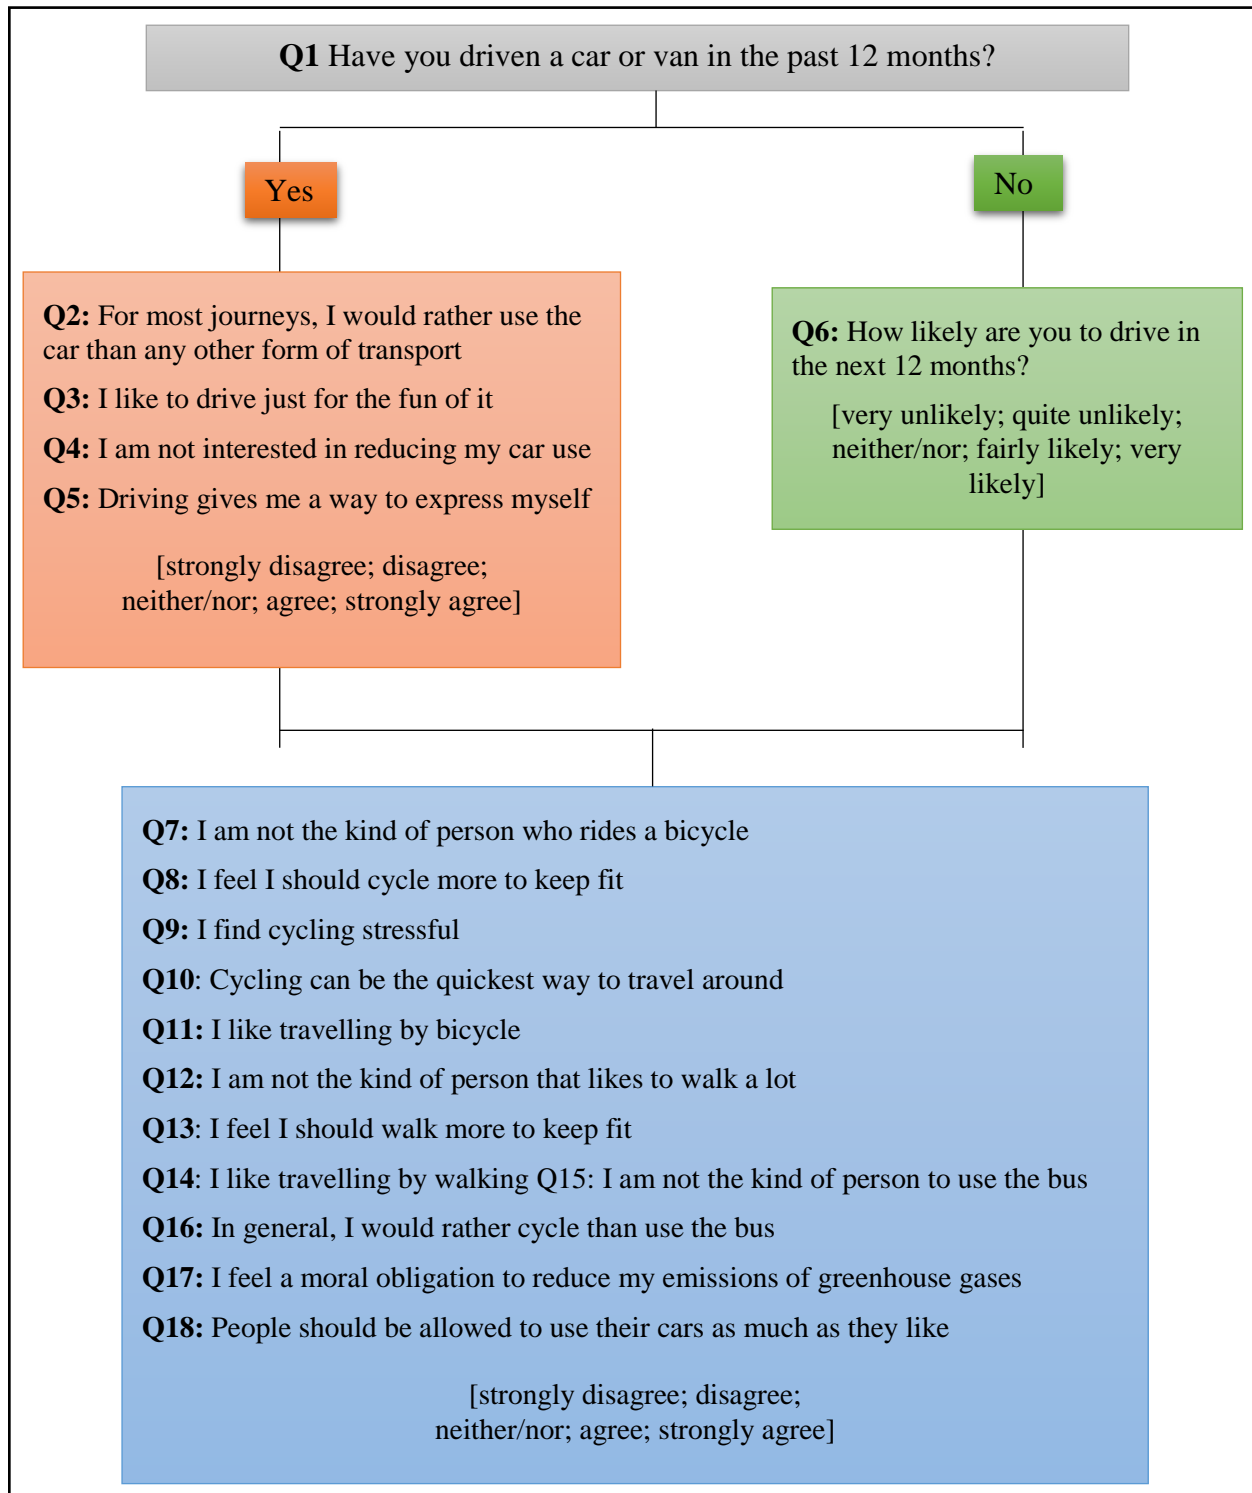 Q1 Have you driven a car or van in the past 12 months?
Yes
No
Q2: For most journeys, I would rather use the
car than any other form of transport
Q3: I like to drive just for the fun of it
Q4: I am not interested in reducing my car use
Q5: Driving gives me a way to express myself
[strongly disagree; disagree;
neither/nor; agree; strongly agree]
Q6: How likely are you to drive in
the next 12 months?
[very unlikely; quite unlikely;
neither/nor; fairly likely; very
likely]
Q7: I am not the kind of person who rides a bicycle
Q8: I feel I should cycle more to keep fit
Q9: I find cycling stressful
Q10: Cycling can be the quickest way to travel around
Q11: I like travelling by bicycle
Q12: I am not the kind of person that likes to walk a lot
Q13: I feel I should walk more to keep fit
Q14: I like travelling by walking Q15: I am not the kind of person to use the bus
Q16: In general, I would rather cycle than use the bus
Q17: I feel a moral obligation to reduce my emissions of greenhouse gases
Q18: People should be allowed to use their cars as much as they like
[strongly disagree; disagree;
neither/nor; agree; strongly agree]